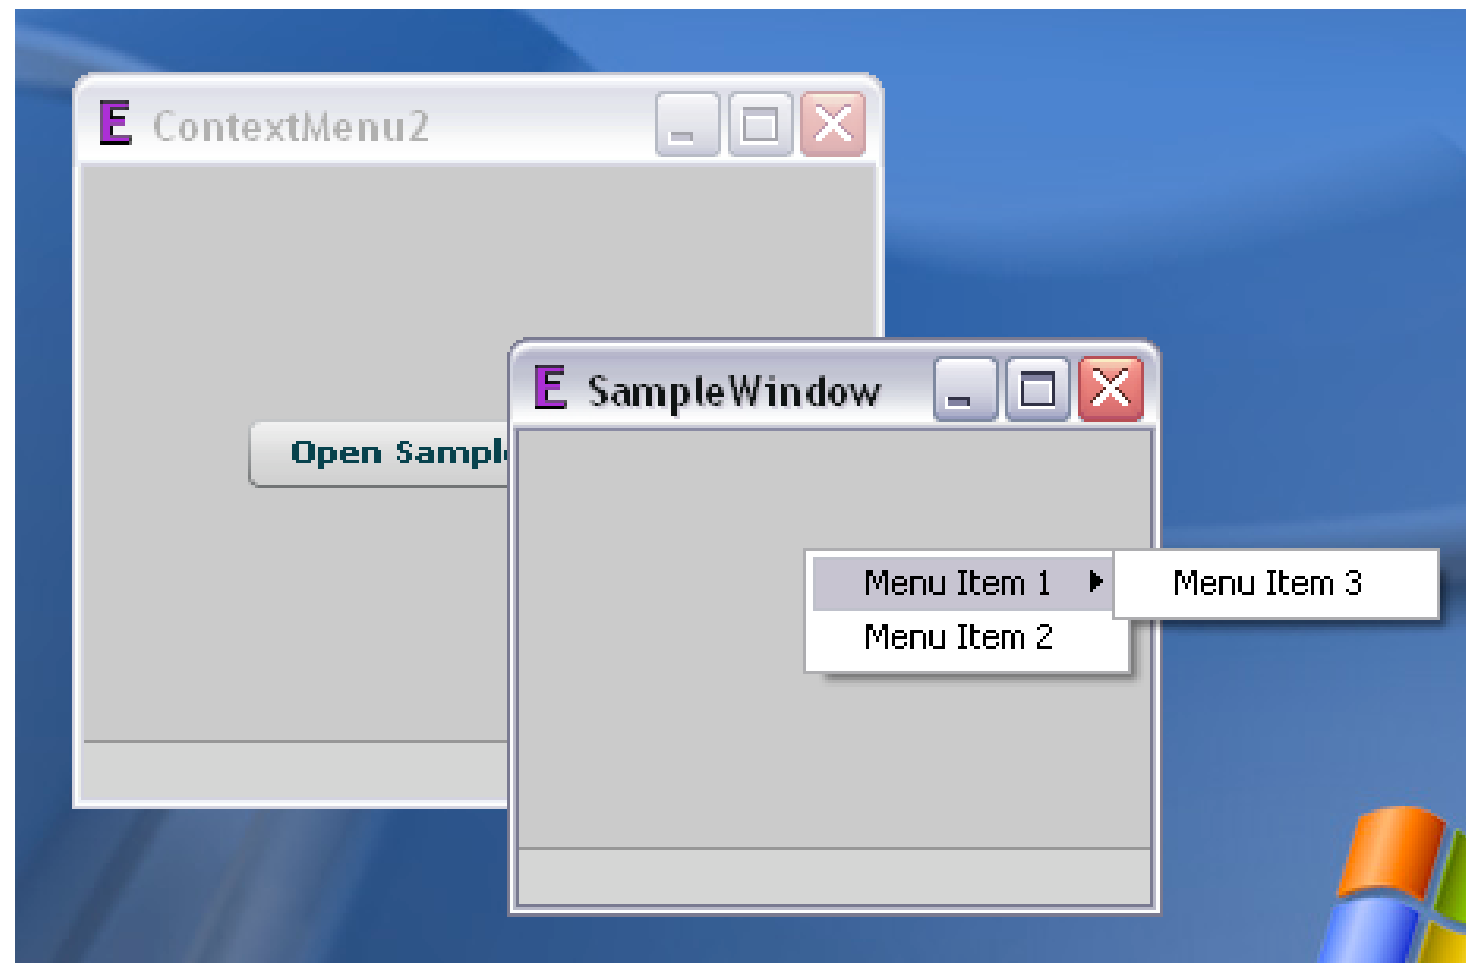 E ContextMenu2
E SampleWindow
Open Sampl
Menu Item 1
Menu Item 3
Menu Item 2